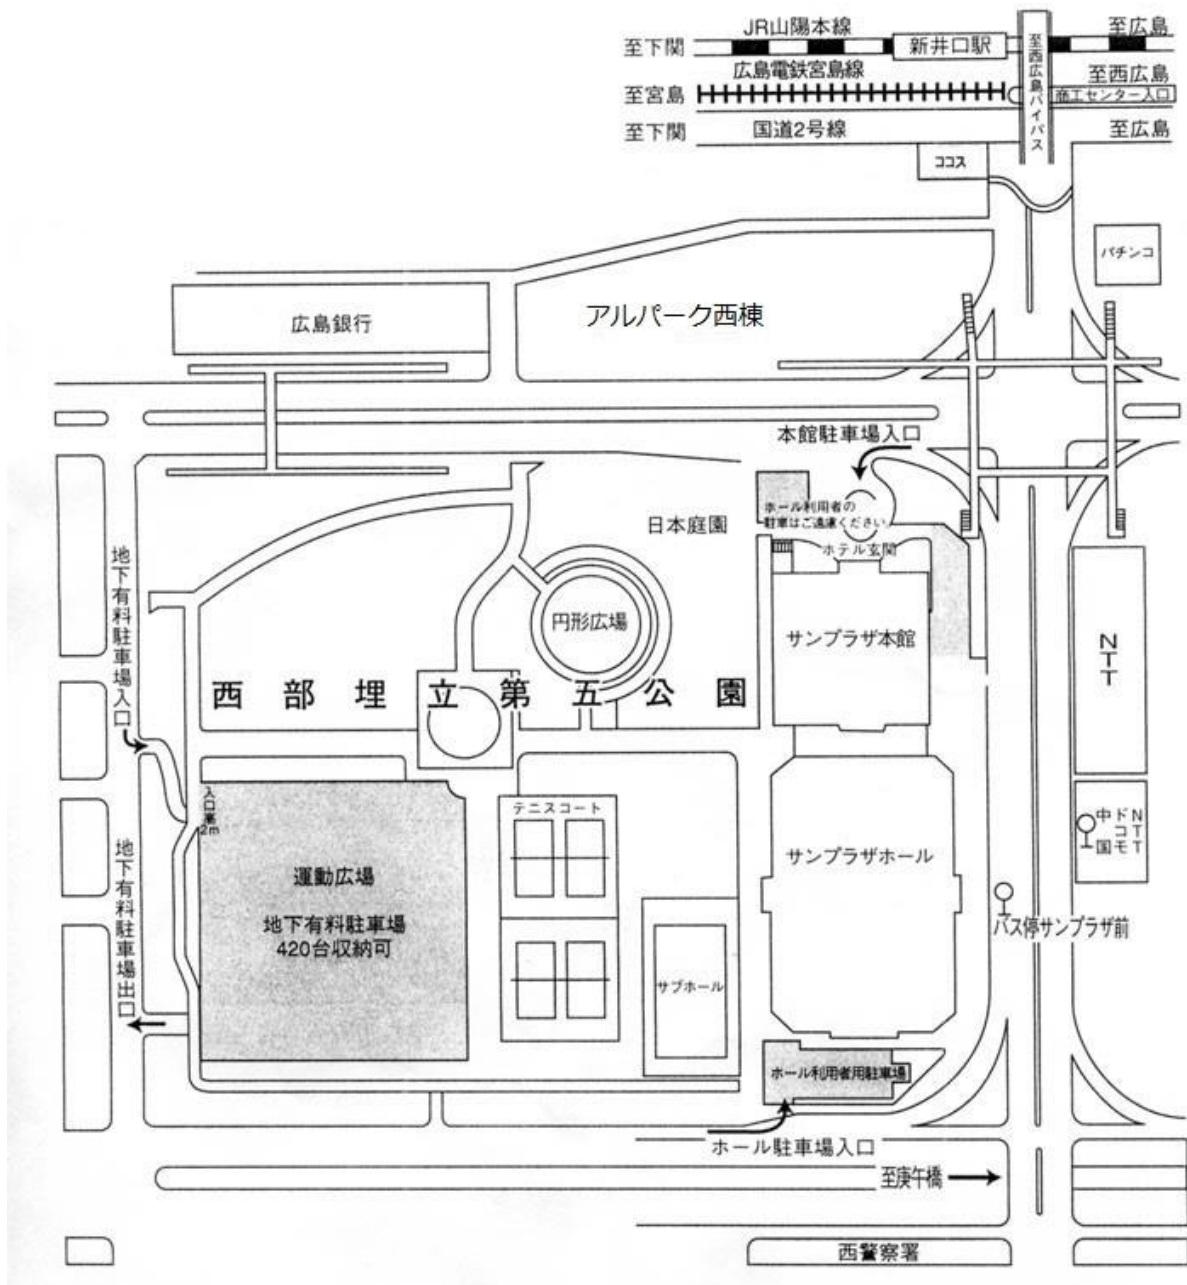 JR山陽本線
至下関
新井口駅
至広島
至西広島バイパス
広島電鉄宮島線
至西広島
至宮島
商工センター入口
至下関
国道2号線
至広島
ココス
パチンコ
広島銀行
アルパーク西棟
本館駐車場入口
ホール利用者の
駐車はご遠慮ください。
日本庭園
ホテル玄関
地下有料駐車場入口
円形広場
サンプラザ本館
NTT
西部埋立第五公園
入口高2m
テニスコート
NTT
ドコモ
中国
地下有料駐車場出口
運動広場
地下有料駐車場
420台収納可
サンプラザホール
バス停サンプラザ前
サブホール
ホール利用者用駐車場
ホール駐車場入口
至庚午橋
西警察署